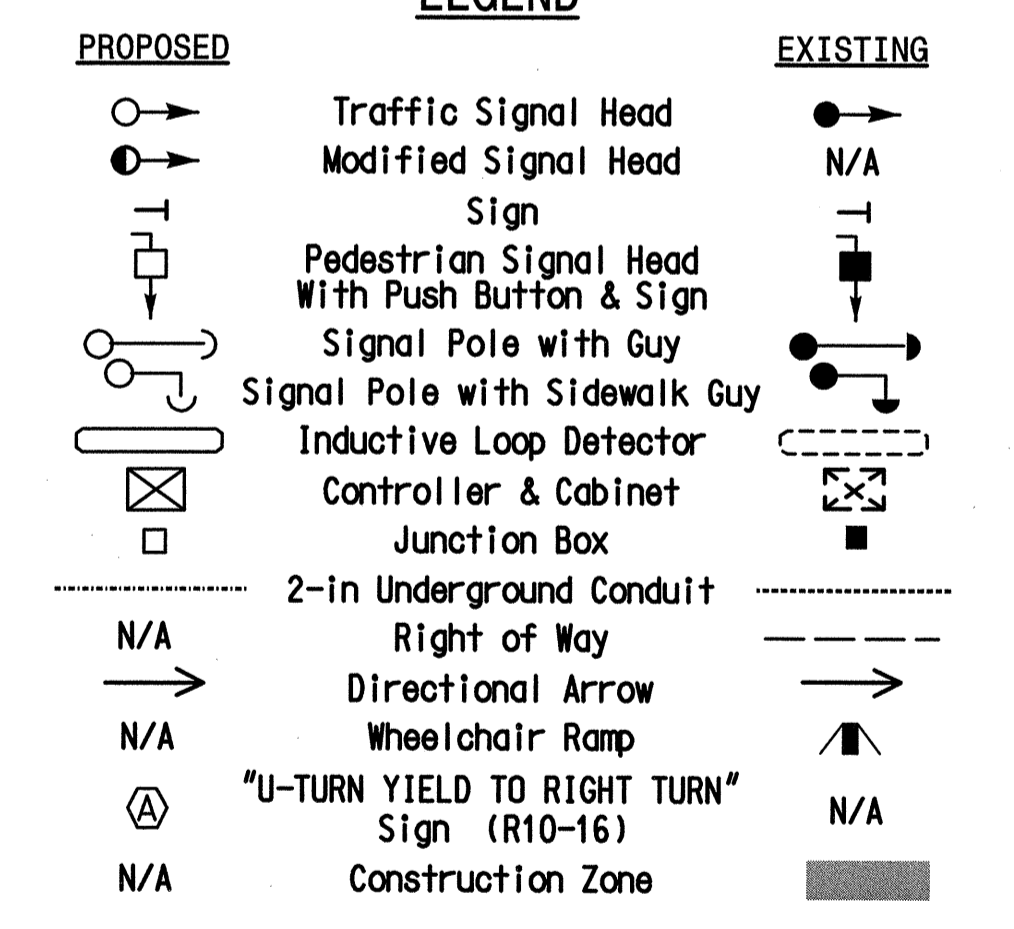 LEGEND
PROPOSED EXISTING
Traffic Signal Head
Modified Signal Head N/A
Sign
Pedestrian Signal Head
With Push Button & Sign
Signal Pole with Guy
Signal Pole with Sidewalk Guy
Inductive Loop Detector
Controller & Cabinet
Junction Box
2-in Underground Conduit
N/A Right of Way
Directional Arrow
N/A Wheelchair Ramp
"U-TURN YIELD TO RIGHT TURN"
A Sign (R10-16) N/A
N/A Construction Zone